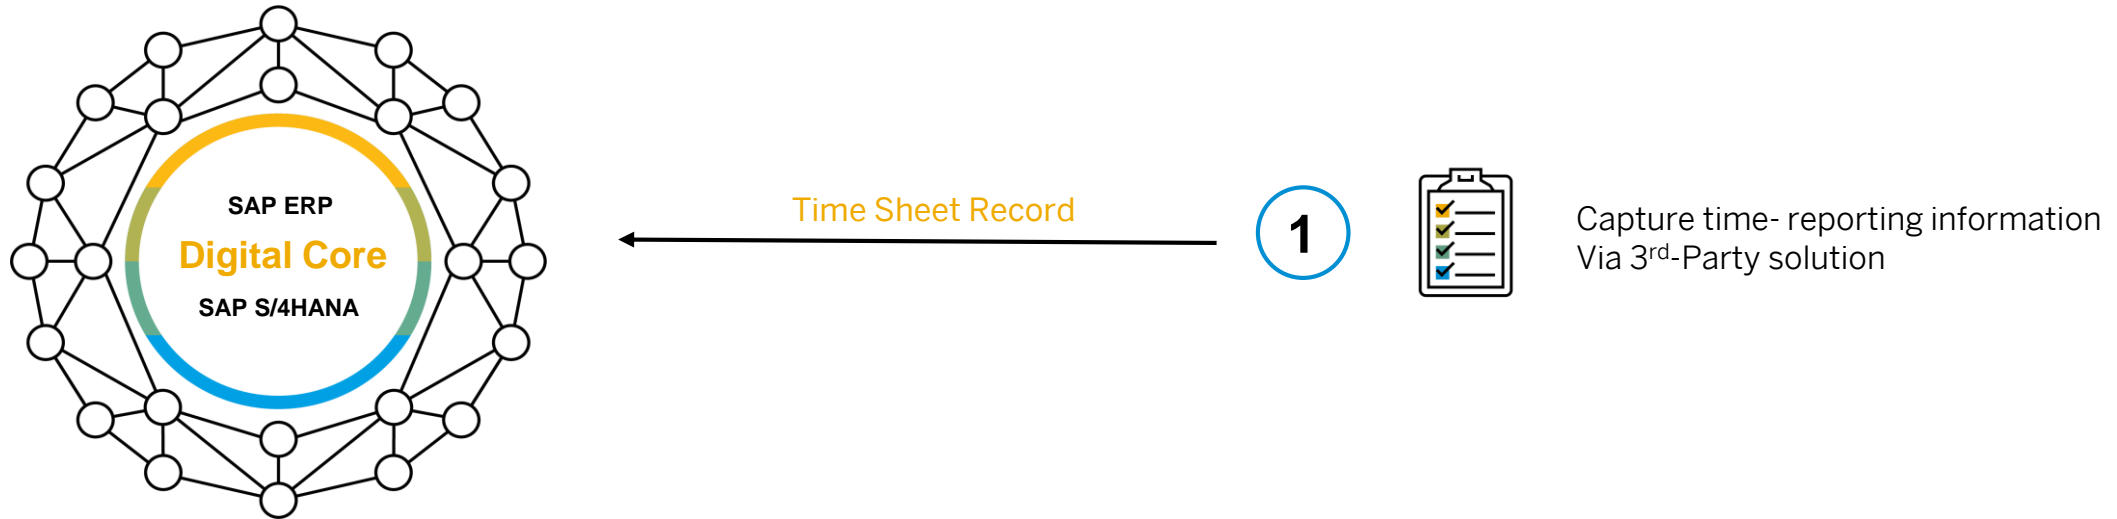 SAP ERP
Digital Core
SAP S/4HANA
Time Sheet Record
1
Capture time- reporting information
Via 3rd-Party solution